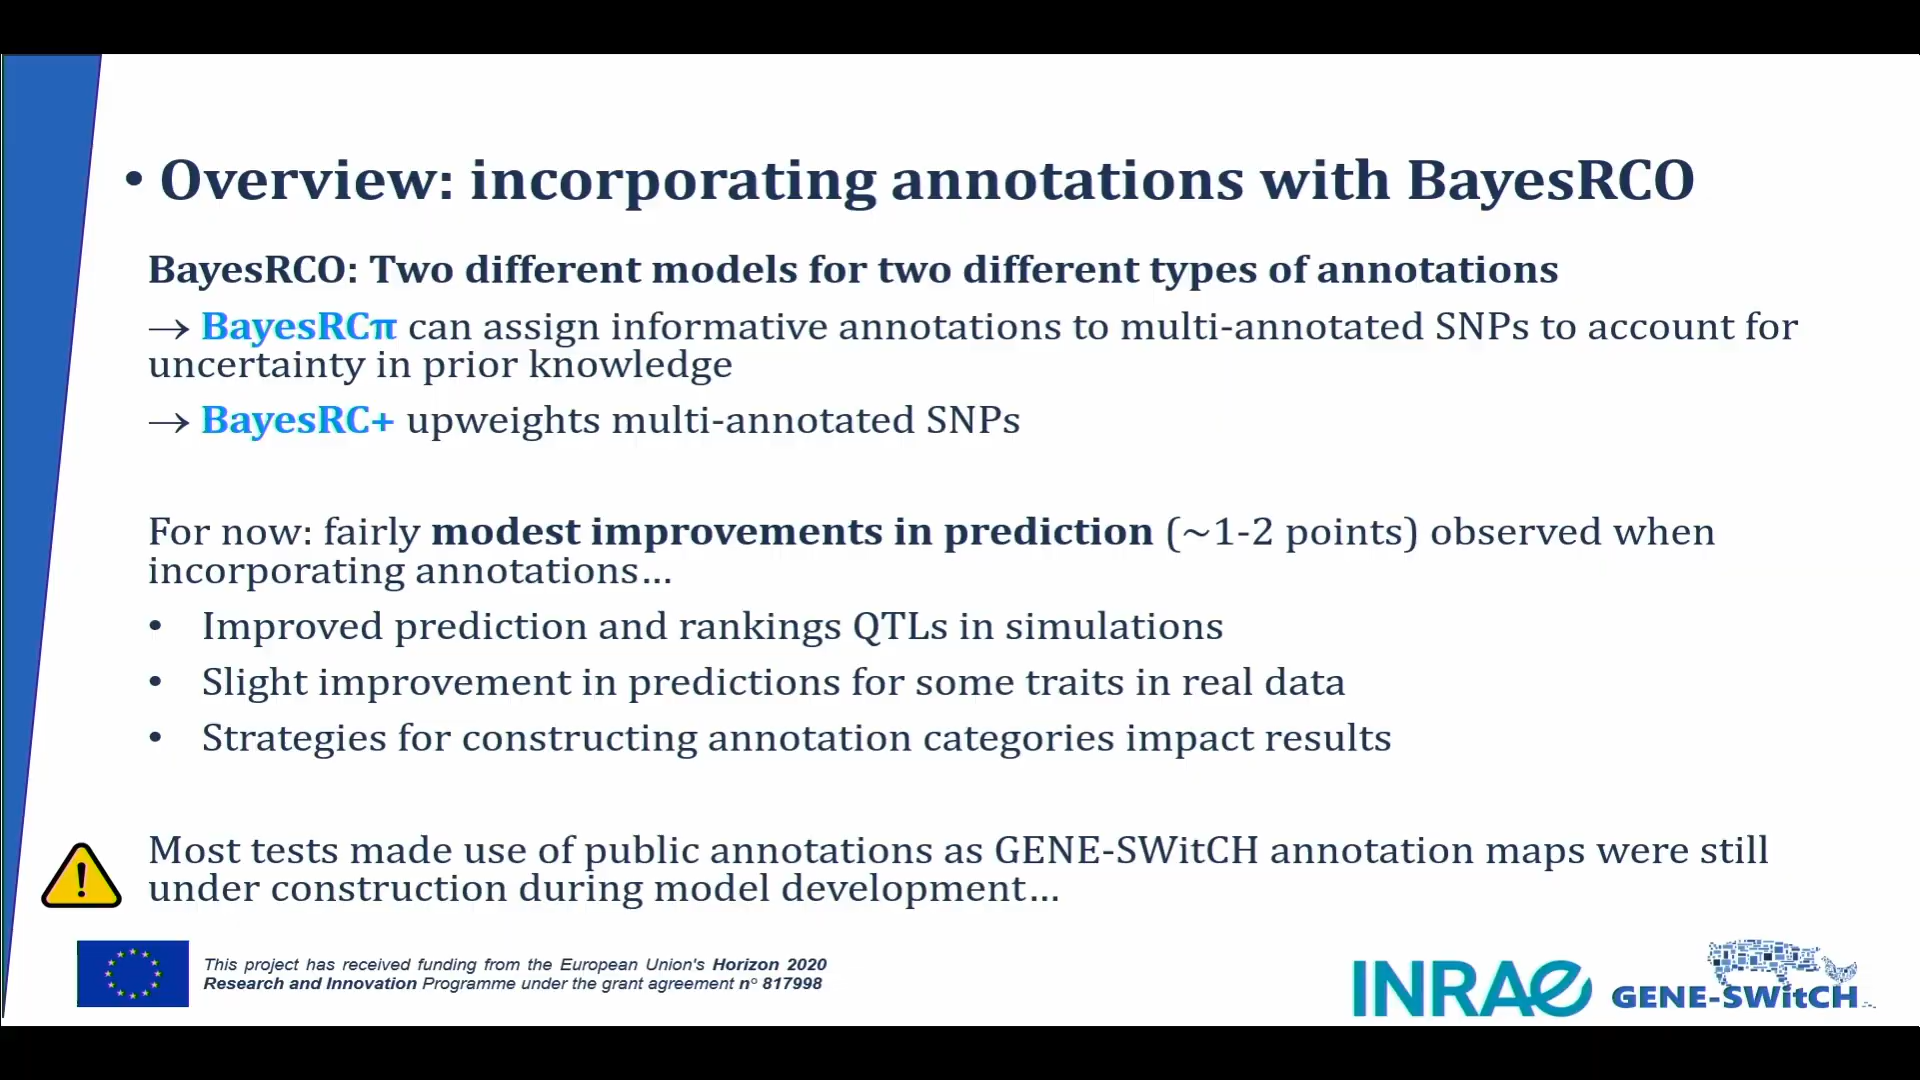 • Overview: incorporating annotations with BayesRCO
BayesRCO: Two different models for two different types of annotations
→ BayesRCπ can assign informative annotations to multi-annotated SNPs to account for
uncertainty in prior knowledge
→ BayesRC+ upweights multi-annotated SNPs
For now: fairly modest improvements in prediction (~1-2 points) observed when
incorporating annotations…
• Improved prediction and rankings QTLs in simulations
• Slight improvement in predictions for some traits in real data
• Strategies for constructing annotation categories impact results
Most tests made use of public annotations as GENE-SWitCH annotation maps were still
under construction during model development…
This project has received funding from the European Union's Horizon 2020
Research and Innovation Programme under the grant agreement n° 817998
INRAE
GENE-SWitCH